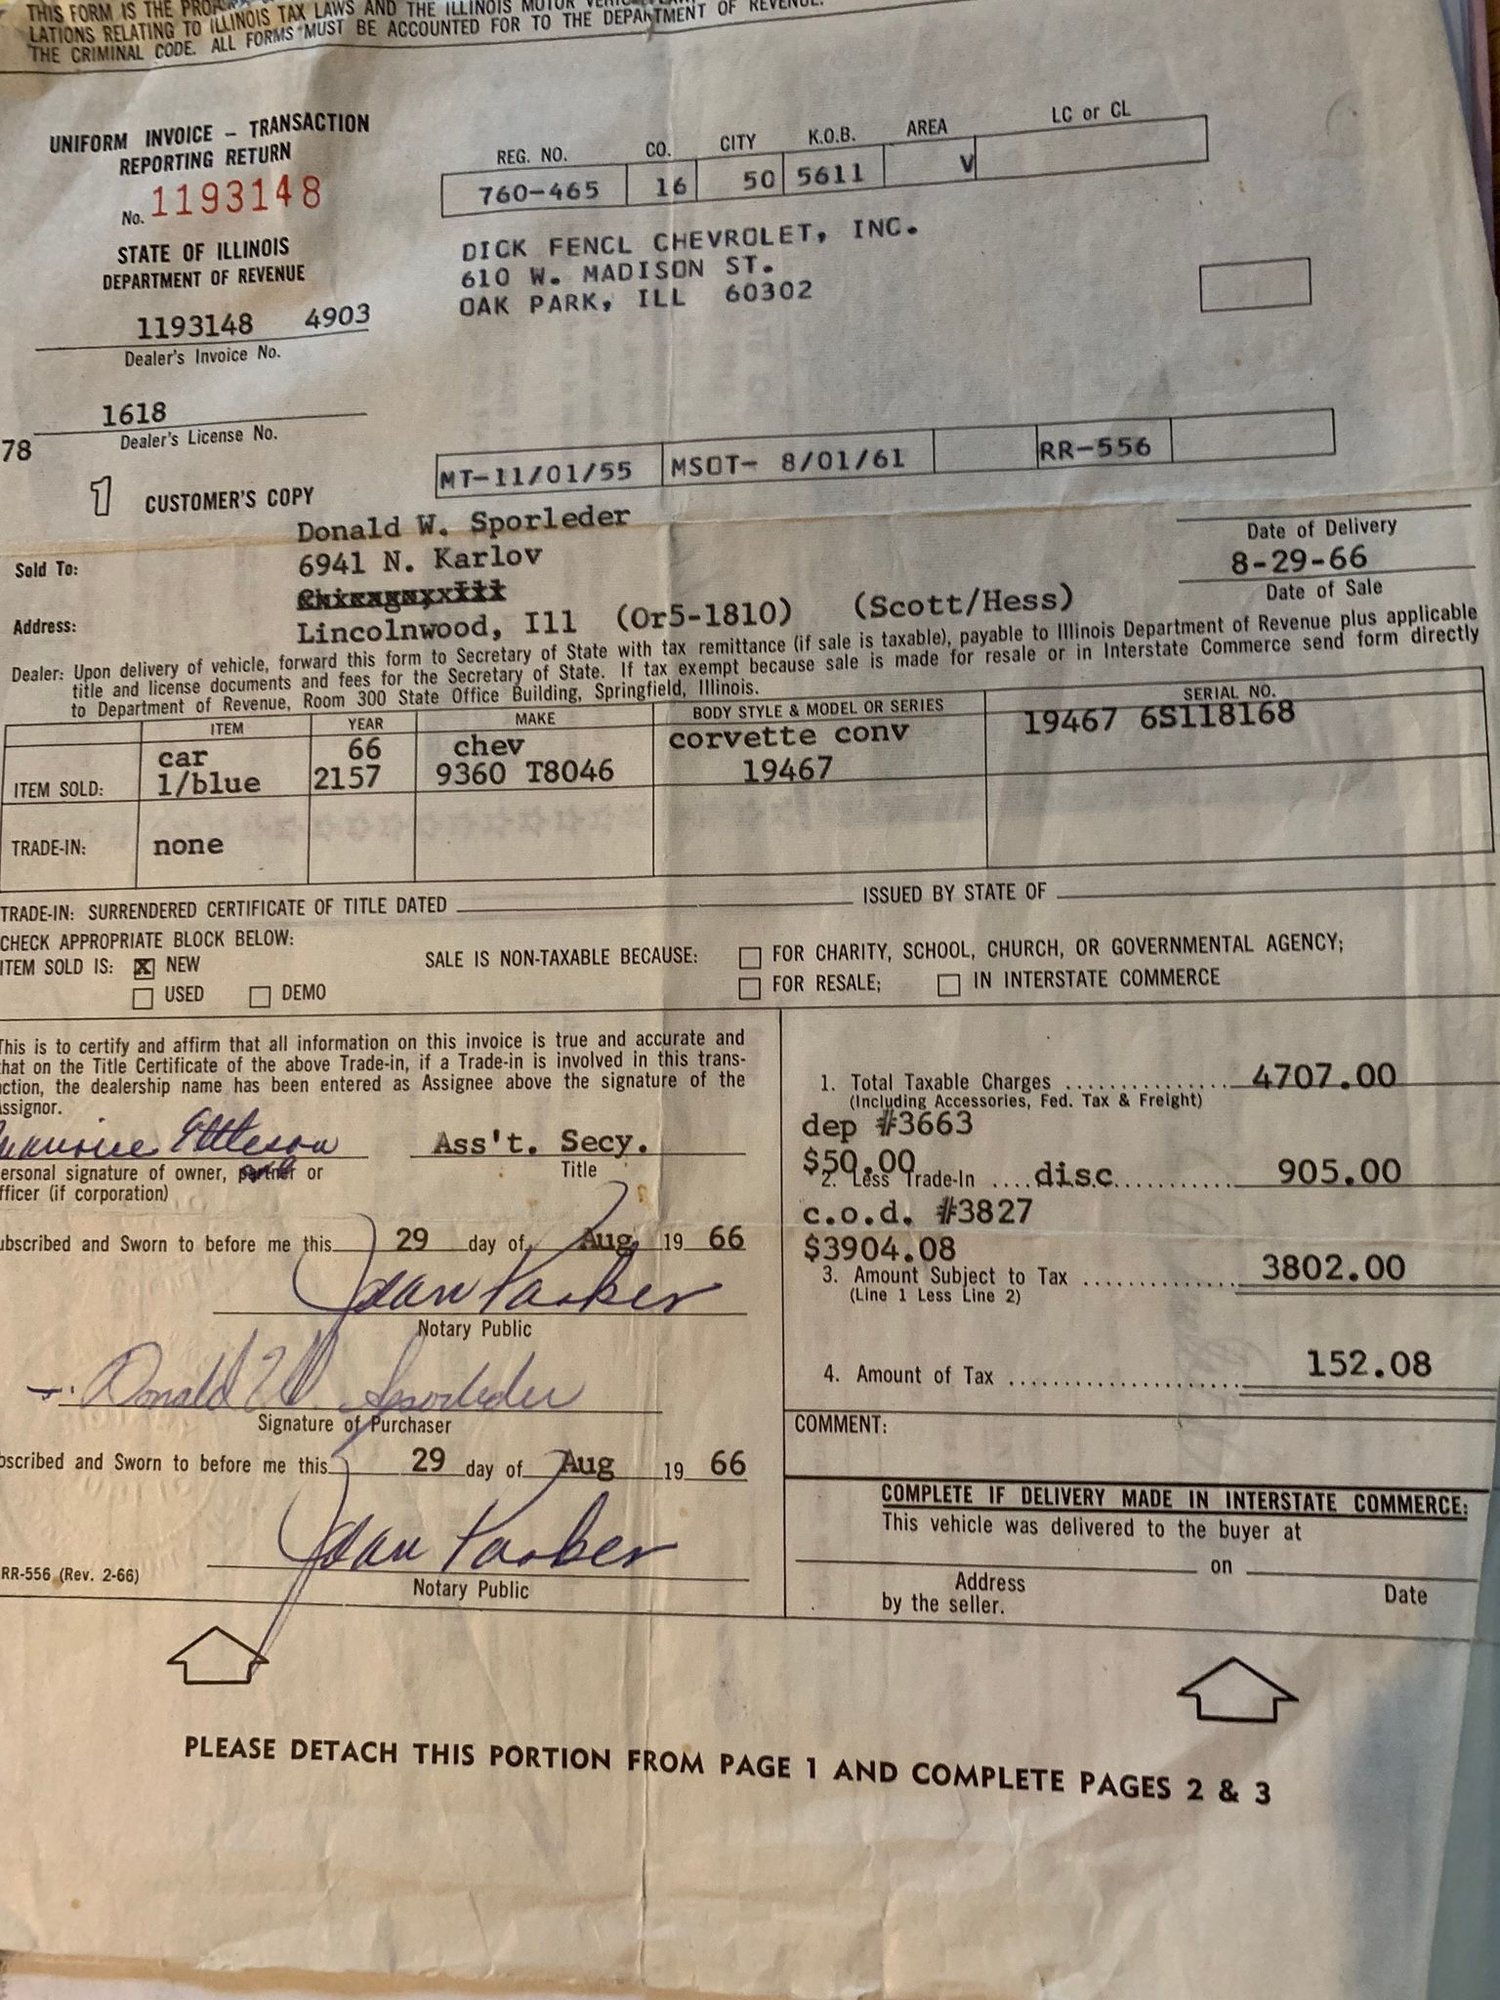 THIS FORM IS THE
LATIONS RELATING TO ILLINOIS TAX LAWS AND THE ILLINOIS MOTOR
THE CRIMINAL CODE. ALL FORMS MUST BE ACCOUNTED FOR TO THE DEPARTMENT OF REVENUE.
UNIFORM INVOICE – TRANSACTION
REPORTING RETURN
No. 1193148
STATE OF ILLINOIS
DEPARTMENT OF REVENUE
1193148 4903
Dealer's Invoice No.
1618
Dealer's License No.
78
1 CUSTOMER'S COPY
REG. NO. CO. CITY K.O.B. AREA LC or CL
760-465 16 50 5611 V
DICK FENCL CHEVROLET, INC.
610 W. MADISON ST.
OAK PARK, ILL 60302
MT-11/01/55 MSOT- 8/01/61 RR-556
Sold To: Donald W. Sporleder
6941 N. Karlov
Address: Lincolnwood, Ill (Or5-1810) (Scott/Hess)
Date of Delivery
8-29-66
Date of Sale
Dealer: Upon delivery of vehicle, forward this form to Secretary of State with tax remittance (if sale is taxable), payable to Illinois Department of Revenue plus applicable
title and license documents and fees for the Secretary of State. If tax exempt because sale is made for resale or in Interstate Commerce send form directly
to Department of Revenue, Room 300 State Office Building, Springfield, Illinois.
ITEM YEAR MAKE BODY STYLE & MODEL OR SERIES SERIAL NO.
car 66 chev corvette conv 19467 6S118168
ITEM SOLD: 1/blue 2157 9360 T8046 19467
TRADE-IN: none
TRADE-IN: SURRENDERED CERTIFICATE OF TITLE DATED ISSUED BY STATE OF
CHECK APPROPRIATE BLOCK BELOW:
ITEM SOLD IS: X NEW
USED DEMO
SALE IS NON-TAXABLE BECAUSE: FOR CHARITY, SCHOOL, CHURCH, OR GOVERNMENTAL AGENCY;
FOR RESALE; IN INTERSTATE COMMERCE
This is to certify and affirm that all information on this invoice is true and accurate and
that on the Title Certificate of the above Trade-in, if a Trade-in is involved in this trans-
ction, the dealership name has been entered as Assignee above the signature of the
ssignor.
Ass't. Secy.
ersonal signature of owner, partner or Title
fficer (if corporation)
ubscribed and Sworn to before me this 29 day of Aug 19 66
Joan Parker
Notary Public
Donald W. Sporleder
Signature of Purchaser
bscribed and Sworn to before me this 29 day of Aug 19 66
Joan Parker
Notary Public
RR-556 (Rev. 2-66)
1. Total Taxable Charges .............. 4707.00
(Including Accessories, Fed. Tax & Freight)
dep #3663
$50.00
2. Less Trade-In ....disc........... 905.00
c.o.d. #3827
$3904.08
3. Amount Subject to Tax .............. 3802.00
(Line 1 Less Line 2)
4. Amount of Tax ..................... 152.08
COMMENT:
COMPLETE IF DELIVERY MADE IN INTERSTATE COMMERCE:
This vehicle was delivered to the buyer at
on
Address Date
by the seller.
PLEASE DETACH THIS PORTION FROM PAGE 1 AND COMPLETE PAGES 2 & 3